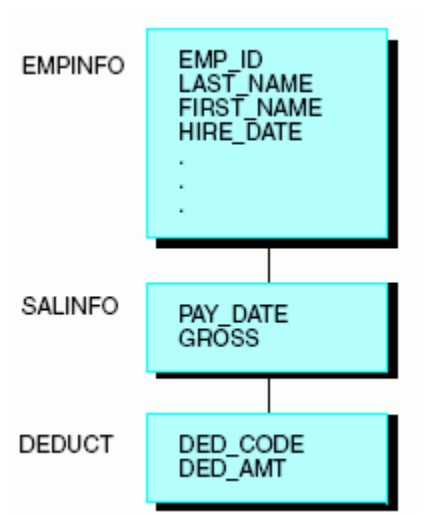 EMPINFO
EMP_ID
LAST_NAME
FIRST_NAME
HIRE_DATE
.
.
.
SALINFO
PAY_DATE
GROSS
DEDUCT
DED_CODE
DED_AMT